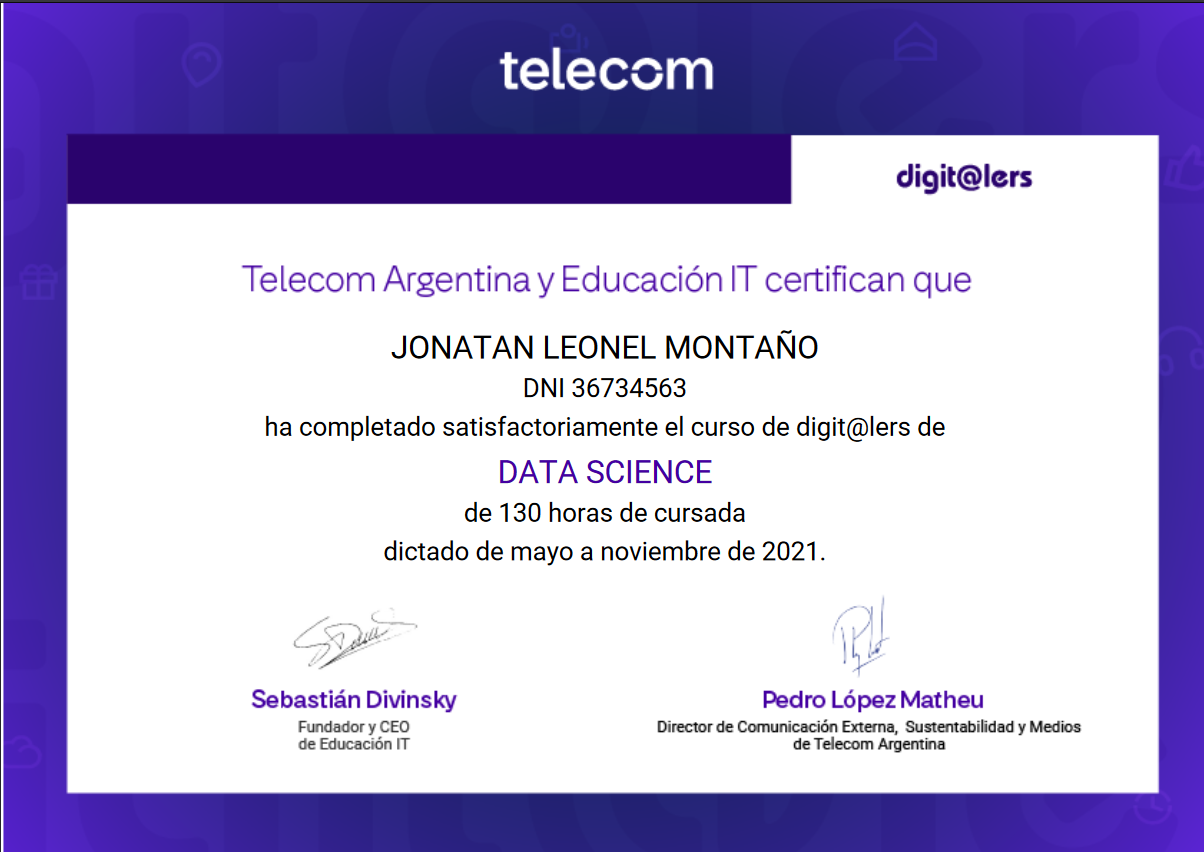 telecom
digit@lers
Telecom Argentina y Educación IT certifican que
JONATAN LEONEL MONTAÑO
DNI 36734563
ha completado satisfactoriamente el curso de digit@lers de
DATA SCIENCE
de 130 horas de cursada
dictado de mayo a noviembre de 2021.
Sebastián Divinsky
Fundador y CEO
de Educación IT
Pedro López Matheu
Director de Comunicación Externa, Sustentabilidad y Medios
de Telecom Argentina